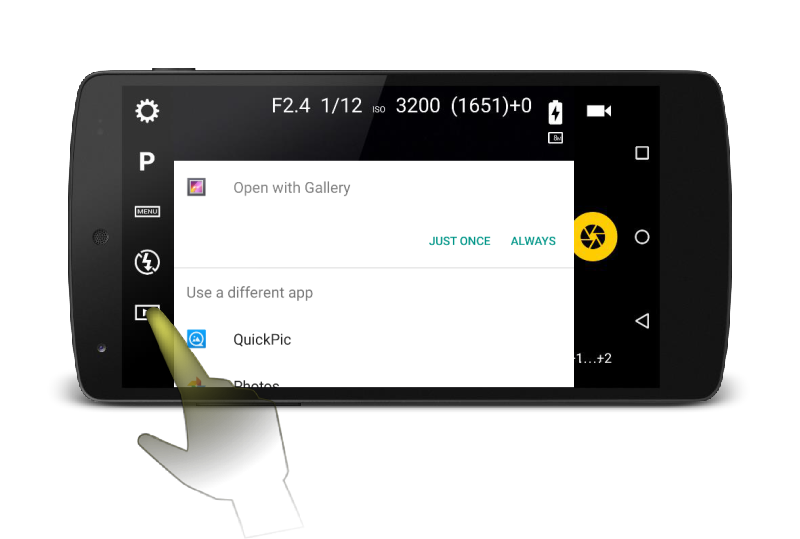 F2.4 1/12 ISO 3200 (1651)+0
8M
P
MENU
Open with Gallery
JUST ONCE ALWAYS
Use a different app
QuickPic
Photos
1...+2